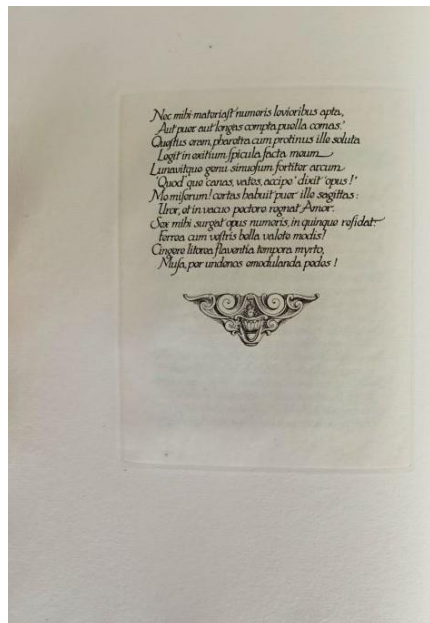 Nec mihi materiast numeris levioribus apta,
Aut puer aut longas compta puella comas.'
Questus eram, pharetra cum protinus ille soluta
Legit in exitium spicula facta meum
Lunavitque genu sinuosum fortiter arcum
'Quod' que 'canas, vates, accipe' dixit 'opus!'
Me miserum! certas habuit puer ille sagittas:
Uror, et in vacuo pectore regnat Amor.
Sex mihi surgat opus numeris, in quinque residat:
Ferrea cum vestris bella valete modis!
Cingere litorea flaventia tempora myrto,
Musa, per undenos emodulanda pedes!